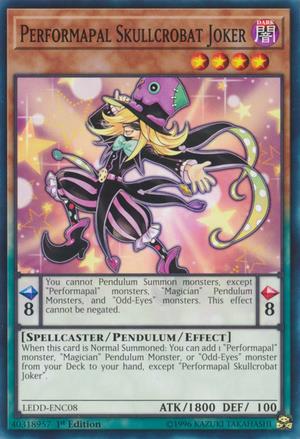 PERFORMAPAL SKULLCROBAT JOKER
DARK
闇
You cannot Pendulum Summon monsters, except
"Performapal" monsters, "Magician" Pendulum
Monsters, and "Odd-Eyes" monsters. This effect
cannot be negated.
8
8
[SPELLCASTER/PENDULUM/EFFECT]
When this card is Normal Summoned: You can add 1 "Performapal"
monster, "Magician" Pendulum Monster, or "Odd-Eyes" monster
from your Deck to your hand, except "Performapal Skullcrobat
Joker".
LEDD-ENC08
ATK/1800 DEF/ 100
40318957
1st Edition
©1996 KAZUKI TAKAHASHI